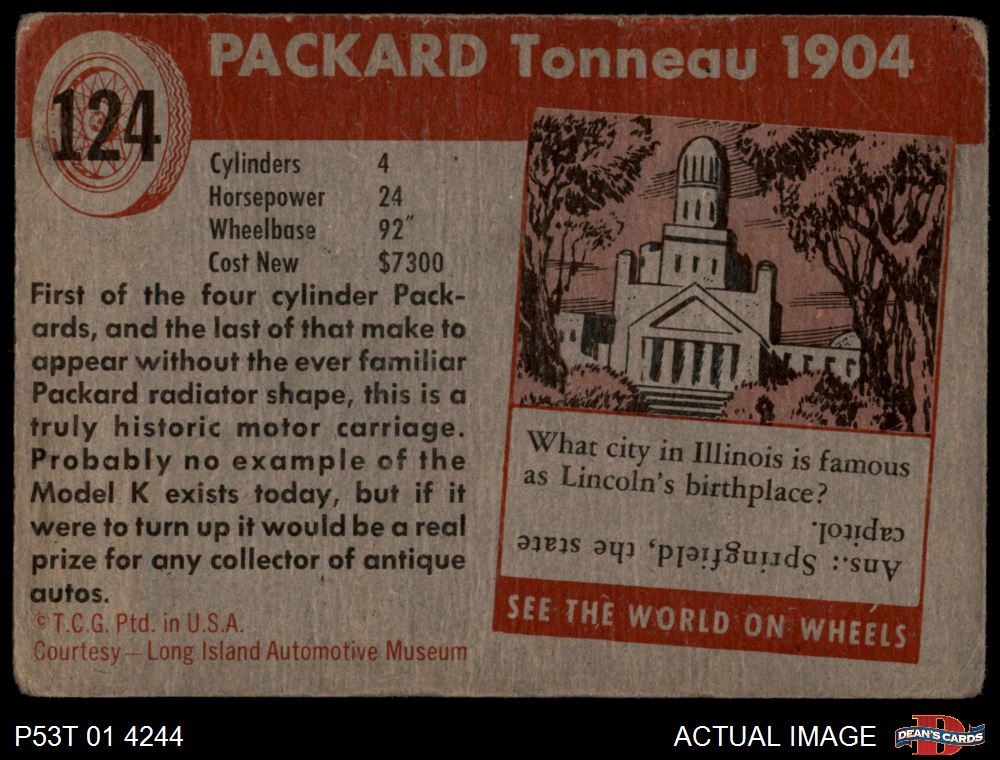 PACKARD Tonneau 1904
124
Cylinders 4
Horsepower 24
Wheelbase 92"
Cost New $7300
First of the four cylinder Pack-
ards, and the last of that make to
appear without the ever familiar
Packard radiator shape, this is a
truly historic motor carriage.
Probably no example of the
Model K exists today, but if it
were to turn up it would be a real
prize for any collector of antique
autos.
©T.C.G. Ptd. in U.S.A.
Courtesy—Long Island Automotive Museum
What city in Illinois is famous
as Lincoln's birthplace?
Ans.: Springfield, the state
capitol.
SEE THE WORLD ON WHEELS
P53T 01 4244
ACTUAL IMAGE
D
DEAN'S CARDS